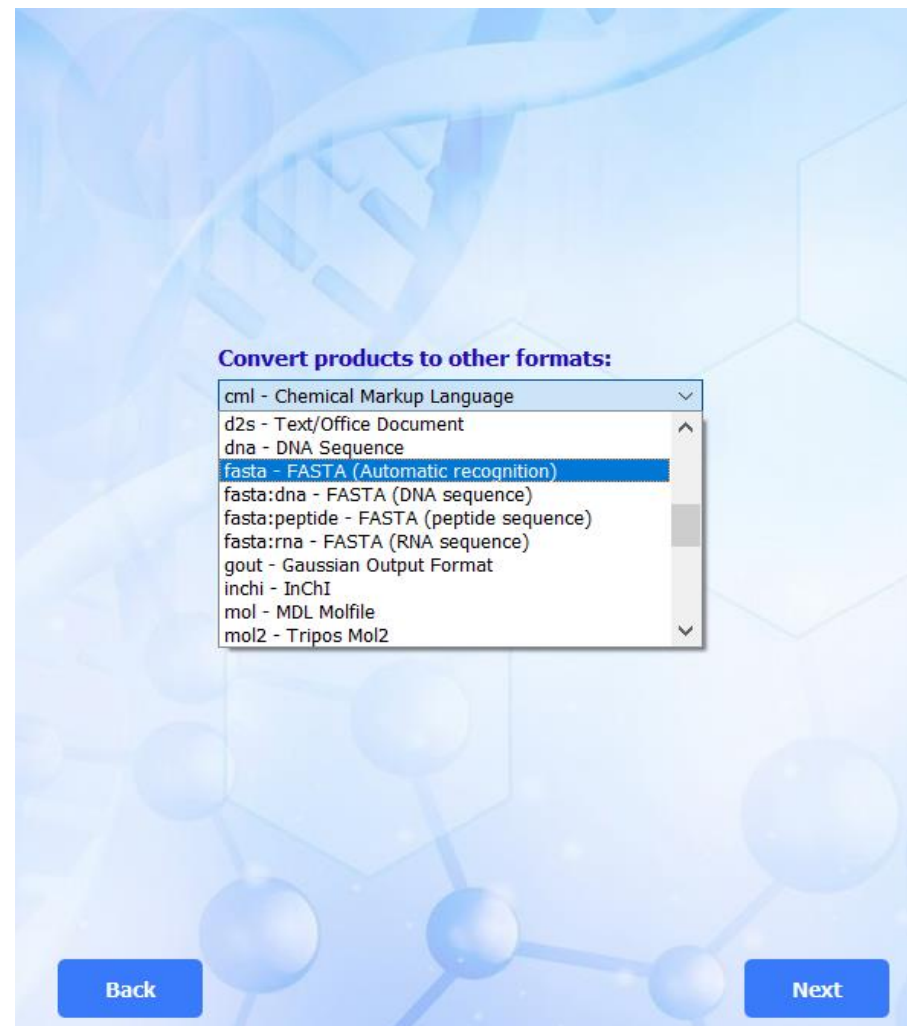 Convert products to other formats:
cml - Chemical Markup Language
d2s - Text/Office Document
dna - DNA Sequence
fasta - FASTA (Automatic recognition)
fasta:dna - FASTA (DNA sequence)
fasta:peptide - FASTA (peptide sequence)
fasta:rna - FASTA (RNA sequence)
gout - Gaussian Output Format
inchi - InChI
mol - MDL Molfile
mol2 - Tripos Mol2
Back
Next